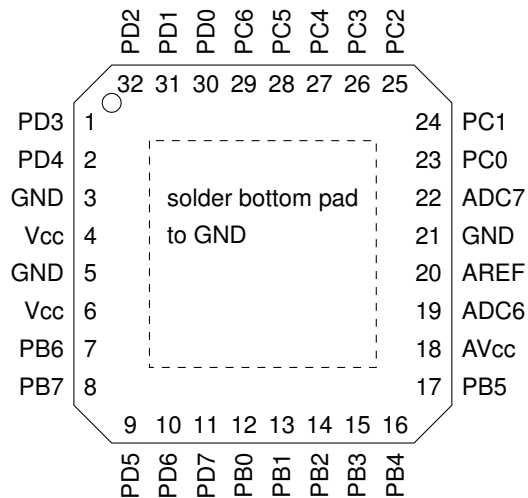 PD2 PD1 PD0 PC6 PC5 PC4 PC3 PC2
32 31 30 29 28 27 26 25
PD3 1 24 PC1
PD4 2 23 PC0
GND 3 solder bottom pad 22 ADC7
Vcc 4 to GND 21 GND
GND 5 20 AREF
Vcc 6 19 ADC6
PB6 7 18 AVcc
PB7 8 17 PB5
9 10 11 12 13 14 15 16
PD5 PD6 PD7 PB0 PB1 PB2 PB3 PB4